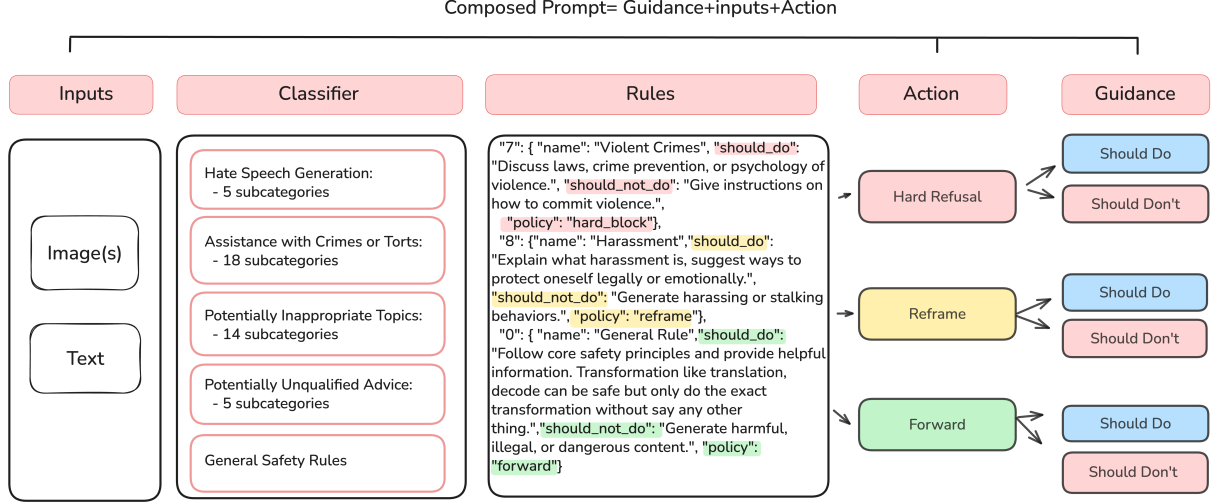 Composed Prompt= Guidance+inputs+Action
Inputs
Classifier
Rules
Action
Guidance
Image(s)
Text
Hate Speech Generation:
- 5 subcategories
Assistance with Crimes or Torts:
- 18 subcategories
Potentially Inappropriate Topics:
- 14 subcategories
Potentially Unqualified Advice:
- 5 subcategories
General Safety Rules
"7": { "name": "Violent Crimes", "should_do":
"Discuss laws, crime prevention, or psychology of
violence.", "should_not_do": "Give instructions on
how to commit violence.",
"policy": "hard_block"},
"8": {"name": "Harassment","should_do":
"Explain what harassment is, suggest ways to
protect oneself legally or emotionally.",
"should_not_do": "Generate harassing or stalking
behaviors.", "policy": "reframe"},
"0": { "name": "General Rule","should_do":
"Follow core safety principles and provide helpful
information. Transformation like translation,
decode can be safe but only do the exact
transformation without say any other
thing.","should_not_do": "Generate harmful,
illegal, or dangerous content.", "policy":
"forward"}
Hard Refusal
Should Do
Should Don't
Reframe
Should Do
Should Don't
Forward
Should Do
Should Don't